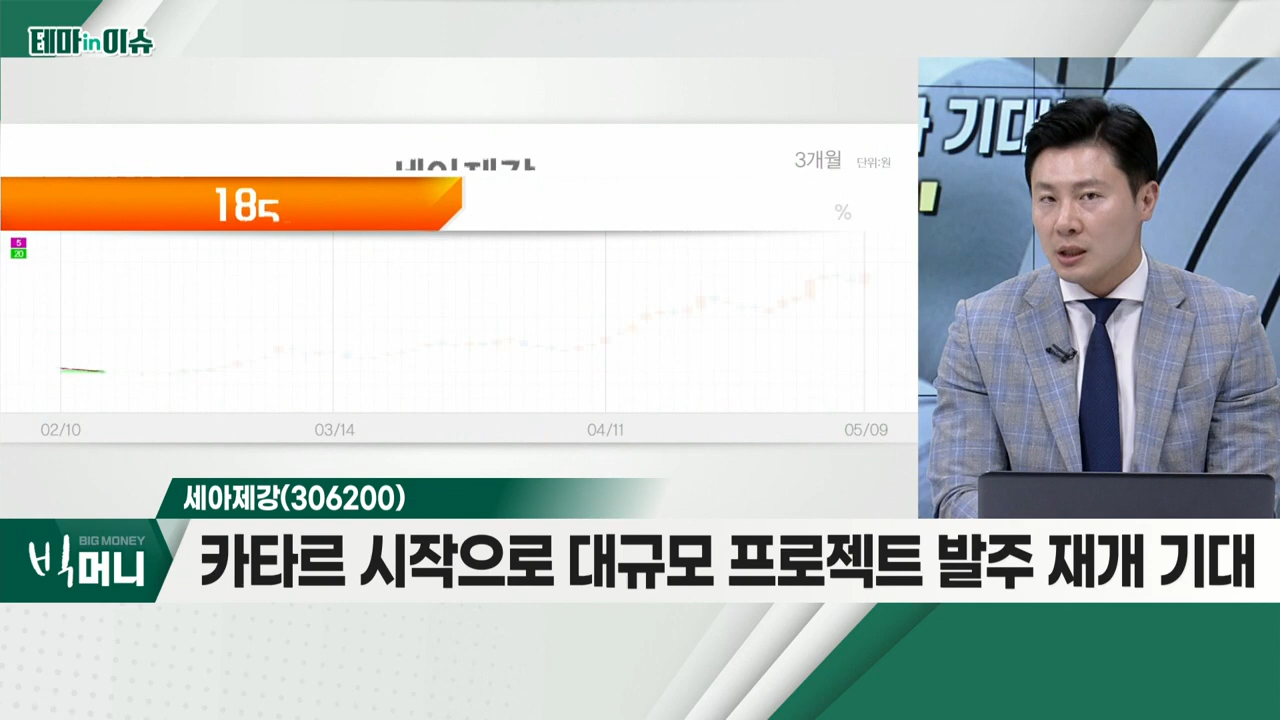 테마in이슈
기대
3개월 단위:원
18
%
5
20
02/10 03/14 04/11 05/09
세아제강(306200)
BIG MONEY
빅머니
카타르 시작으로 대규모 프로젝트 발주 재개 기대